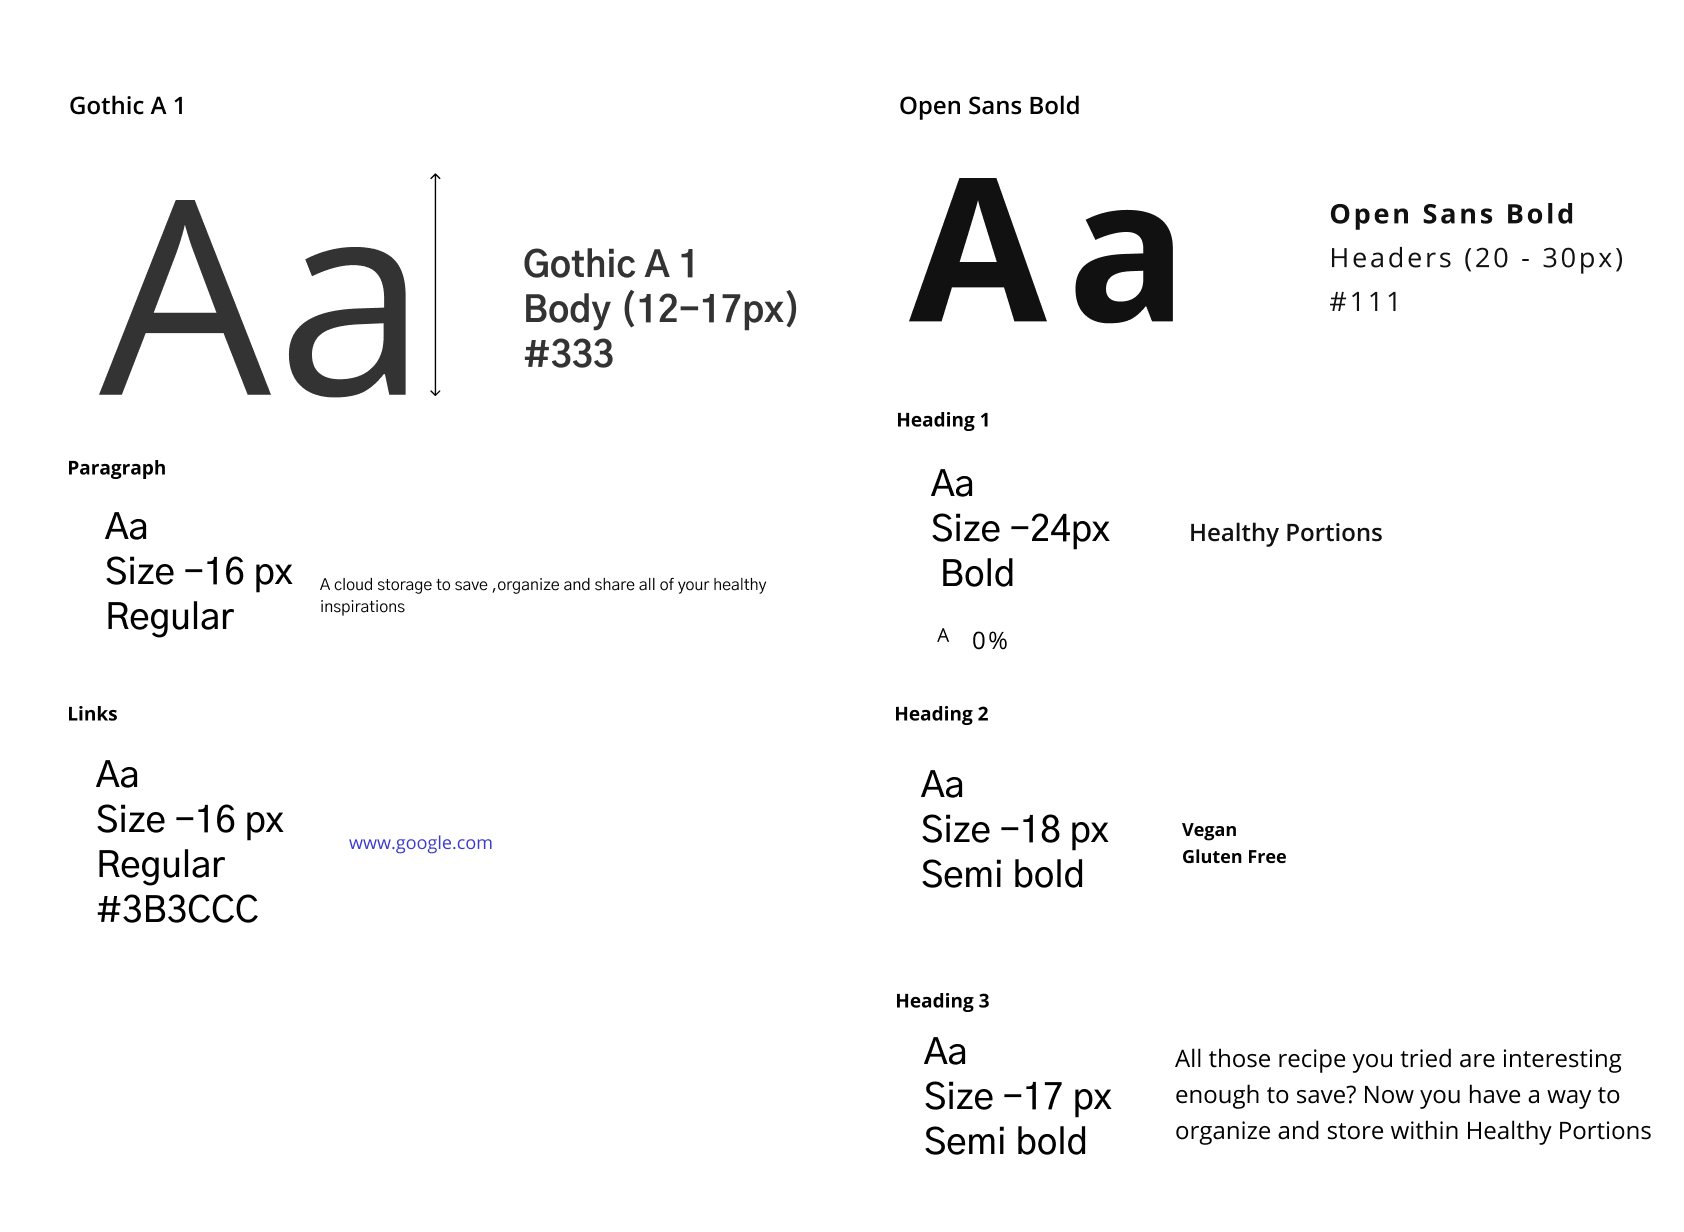 Gothic A 1
Aa
Gothic A 1
Body (12-17px)
#333
Paragraph
Aa
Size -16 px
Regular
A cloud storage to save ,organize and share all of your healthy
inspirations
Links
Aa
Size -16 px
Regular
#3B3CCC
www.google.com
Open Sans Bold
Aa
Open Sans Bold
Headers (20 - 30px)
#111
Heading 1
Aa
Size -24px
Bold
Healthy Portions
A 0%
Heading 2
Aa
Size -18 px
Semi bold
Vegan
Gluten Free
Heading 3
Aa
Size -17 px
Semi bold
All those recipe you tried are interesting
enough to save? Now you have a way to
organize and store within Healthy Portions